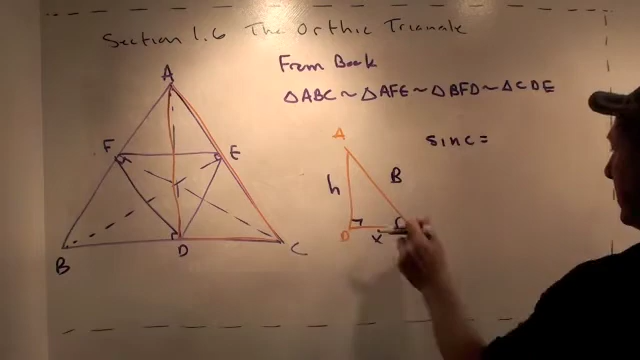 Section 1.6 The Orthic Triangle
From Book
△ABC ~ △AFE ~ △BFD ~ △CDE
A
F
E
B
D
C
A
h
B
D
x
C
sin c =